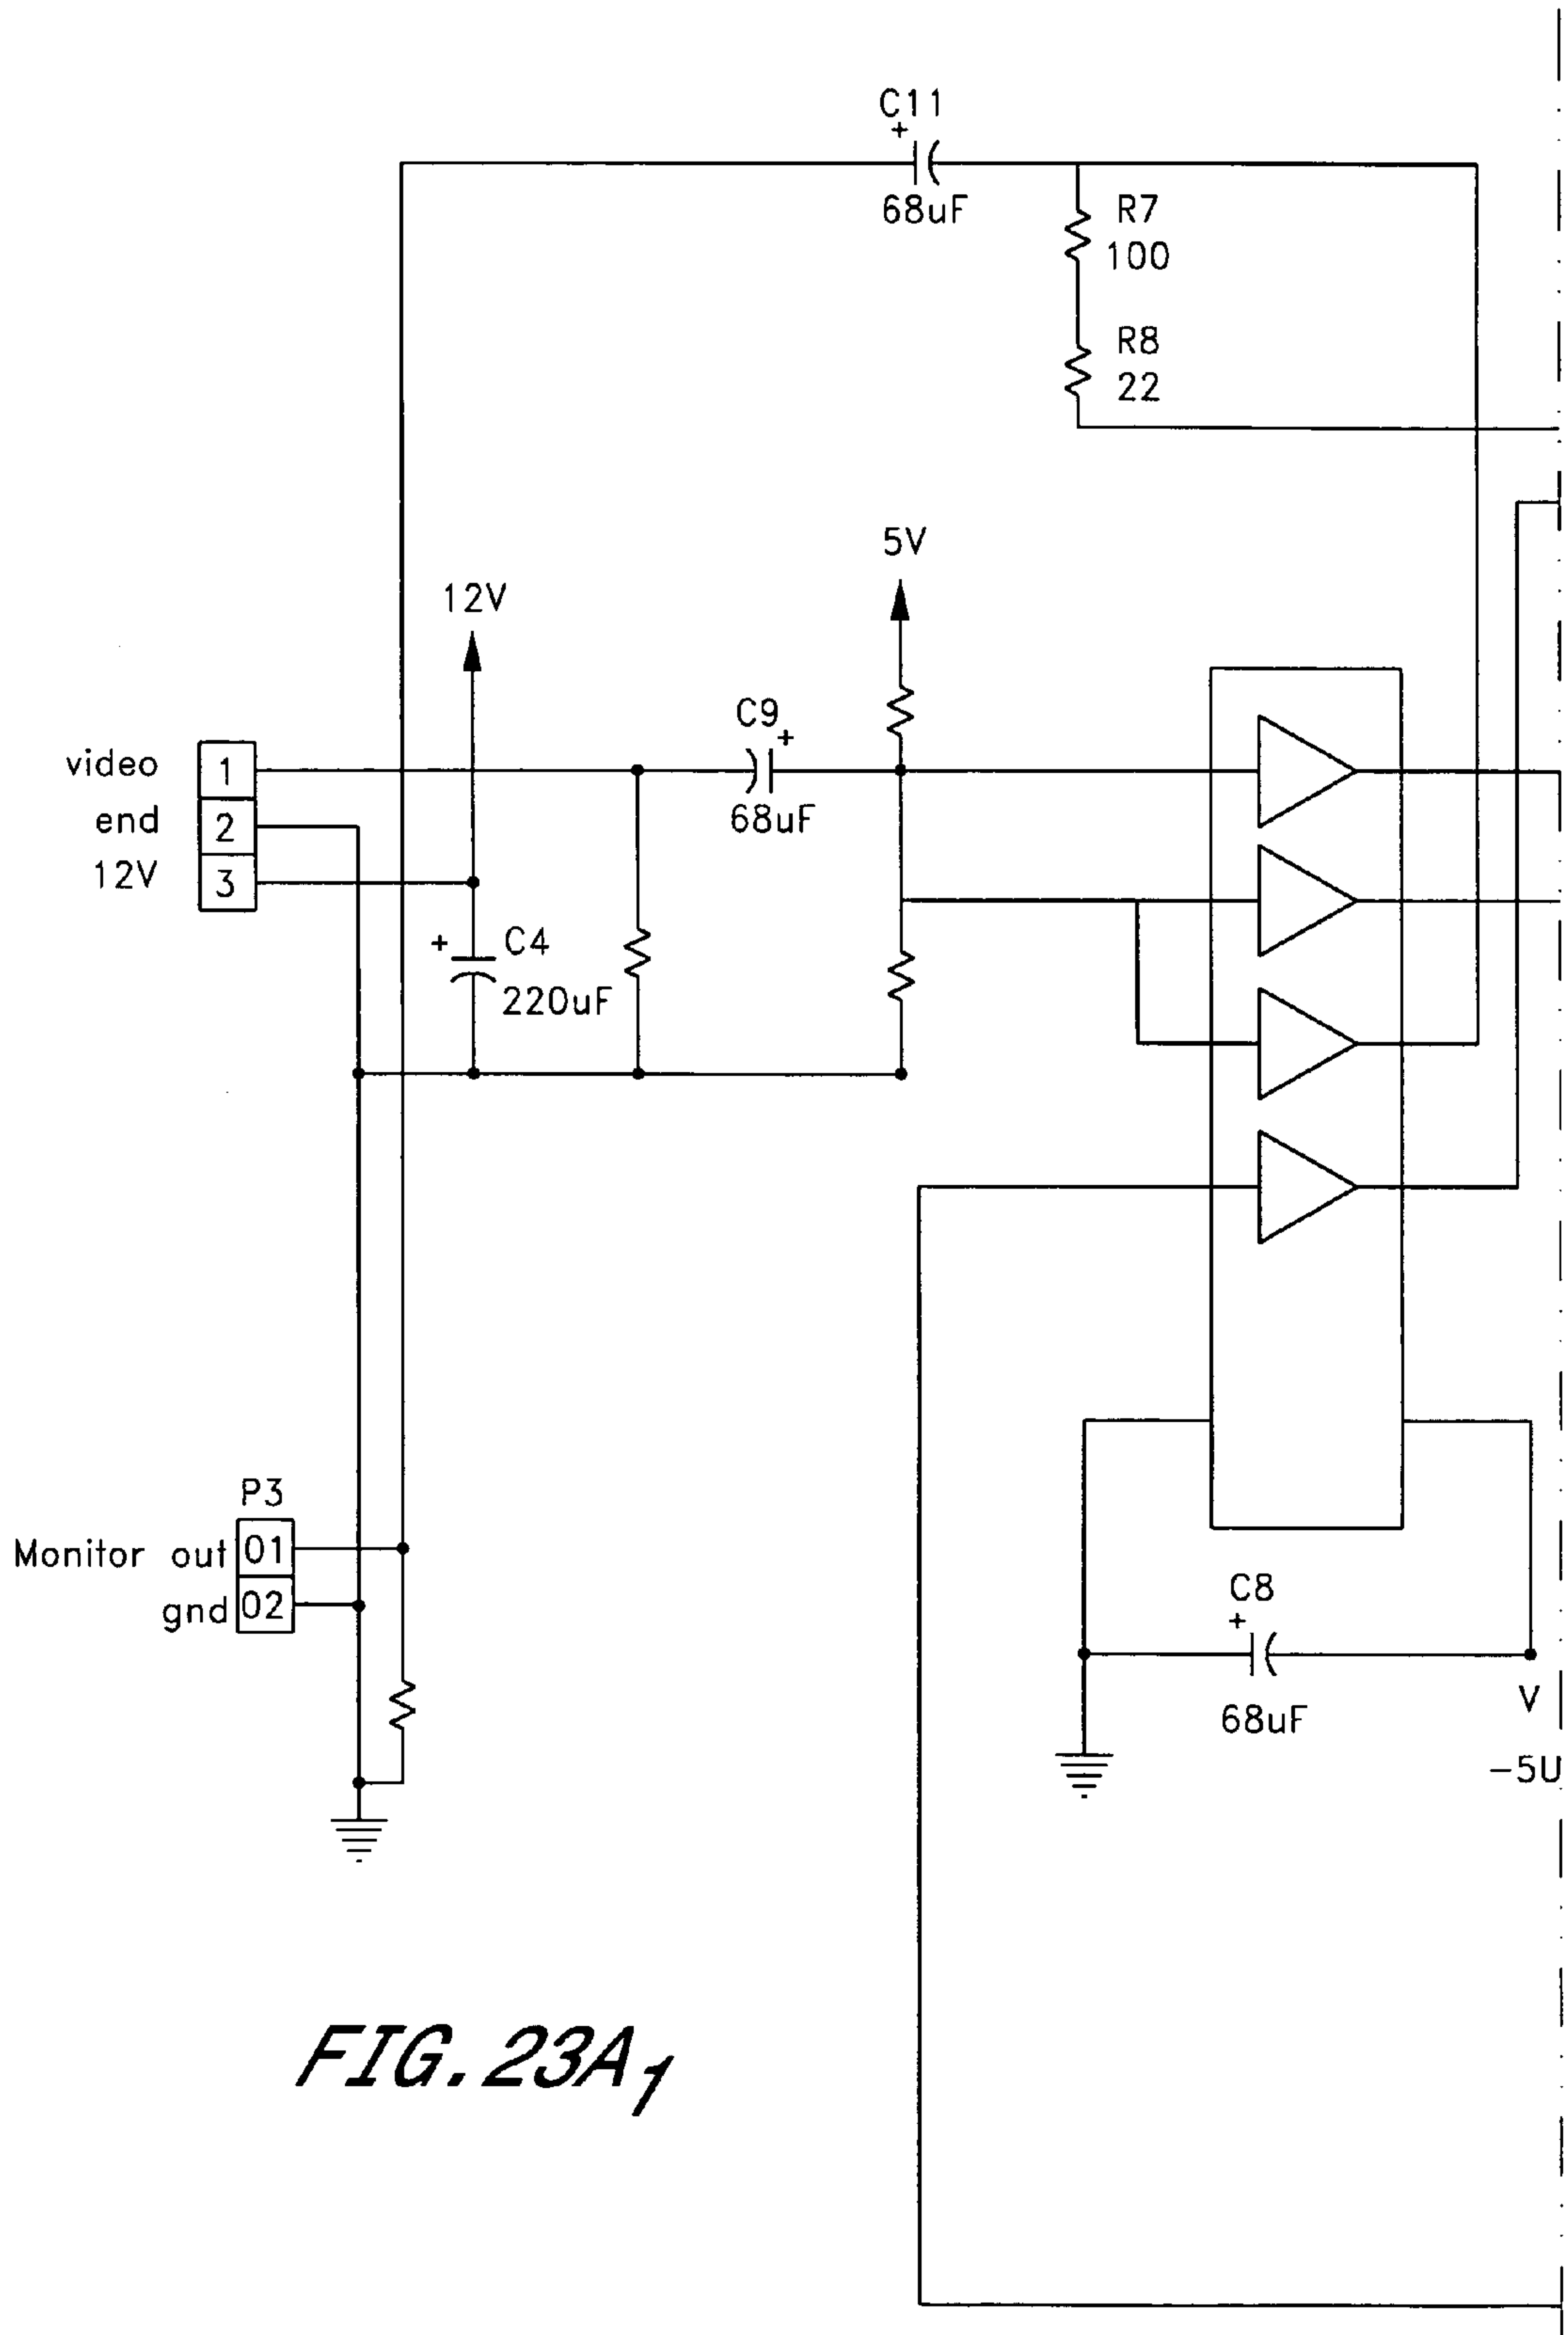 C11
+
68uF
R7
100
R8
22
5V
12V
C9
+
68uF
video 1
end 2
12V 3
+ C4
220uF
P3
Monitor out 01
gnd 02
C8
+
68uF
V
-5U
FIG. 23A1